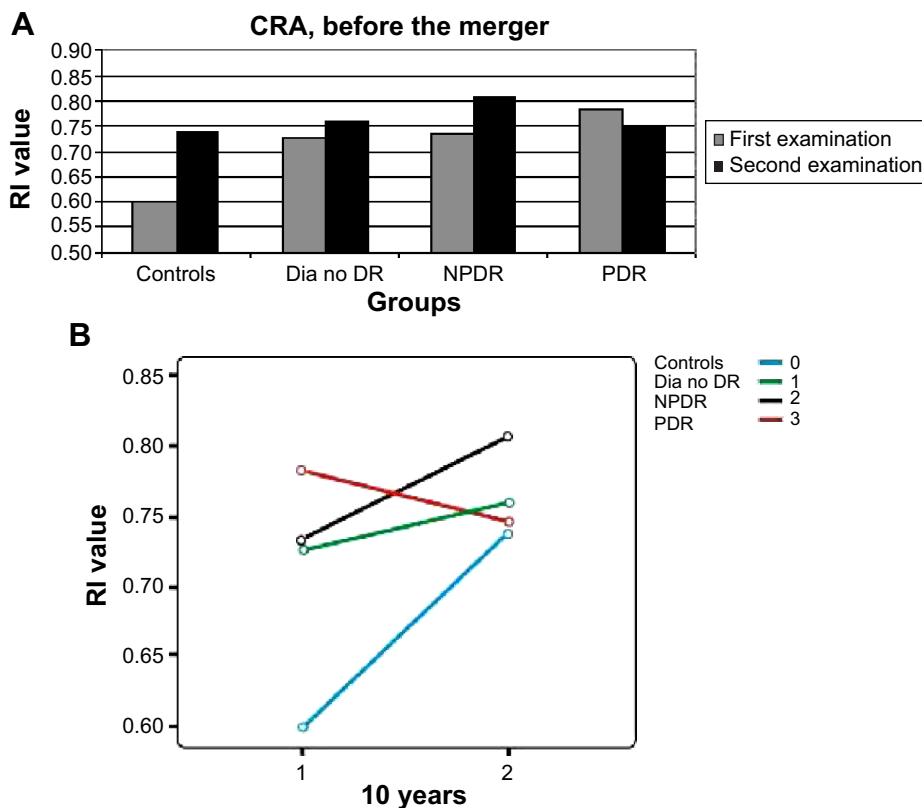 A
CRA, before the merger
0.90
0.85
0.80
0.75
0.70
0.65
0.60
0.55
0.50
RI value
Controls
Dia no DR
NPDR
PDR
Groups
First examination
Second examination
B
0.85
0.80
0.75
0.70
0.65
0.60
RI value
1
2
10 years
Controls 0
Dia no DR 1
NPDR 2
PDR 3